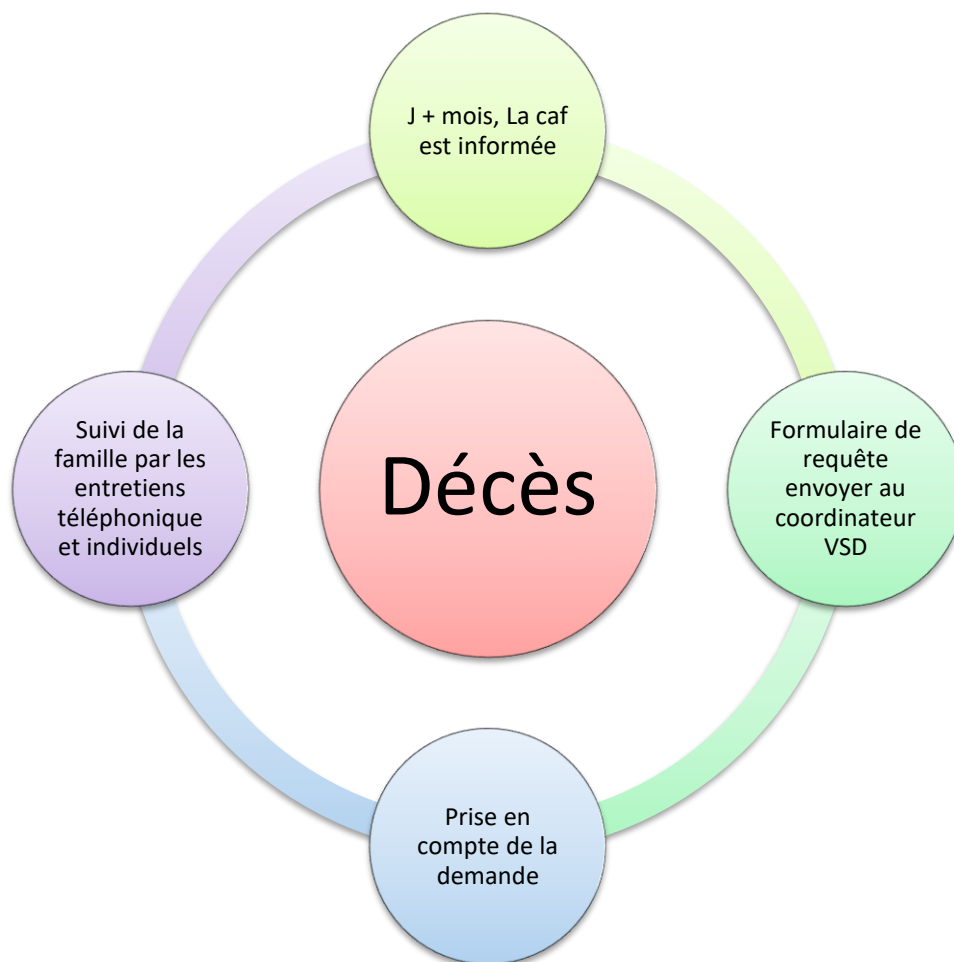 J + mois, La caf
est informée
Formulaire de
requête
envoyer au
coordinateur
VSD
Prise en
compte de la
demande
Suivi de la
famille par les
entretiens
téléphonique
et individuels
Décès